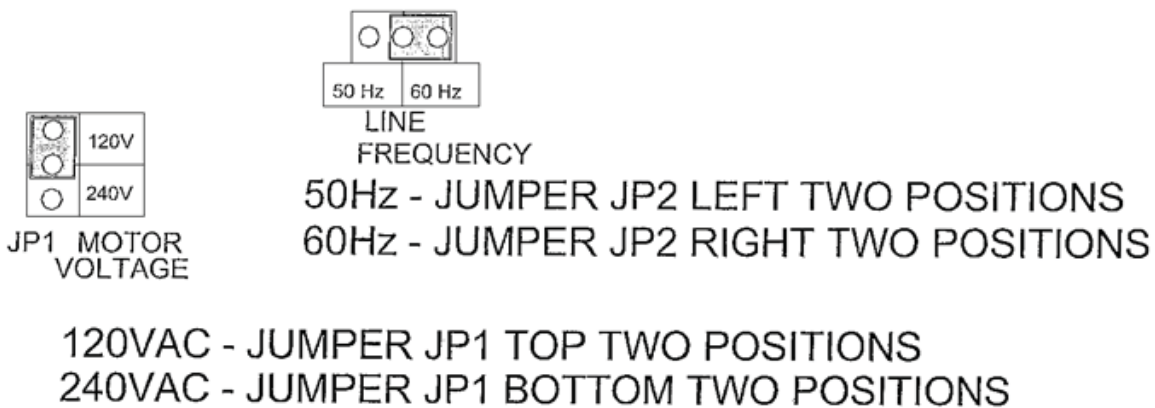 50 Hz 60 Hz
LINE
FREQUENCY
120V
240V
JP1 MOTOR
VOLTAGE
50Hz - JUMPER JP2 LEFT TWO POSITIONS
60Hz - JUMPER JP2 RIGHT TWO POSITIONS
120VAC - JUMPER JP1 TOP TWO POSITIONS
240VAC - JUMPER JP1 BOTTOM TWO POSITIONS